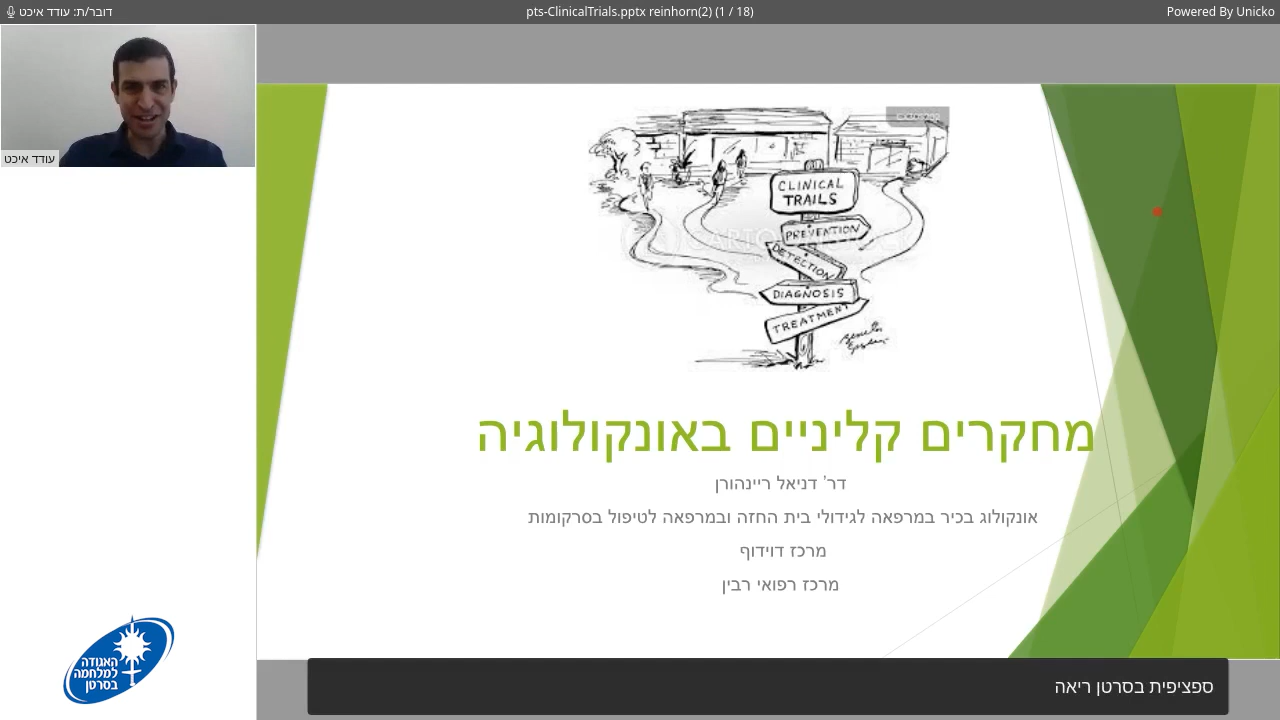 דובר/ת: עודד איכט
pts-ClinicalTrials.pptx reinhorn(2) (1 / 18)
Powered By Unicko
עודד איכט
CLINICAL
TRAILS
PREVENTION
DETECTION
DIAGNOSIS
TREATMENT
מחקרים קליניים באונקולוגיה
דר' דניאל ריינהורן
אונקולוג בכיר במרפאה לגידולי בית החזה ובמרפאה לטיפול בסרקומות
מרכז דוידוף
מרכז רפואי רבין
האגודה
למלחמה
בסרטן
ספציפית בסרטן ריאה